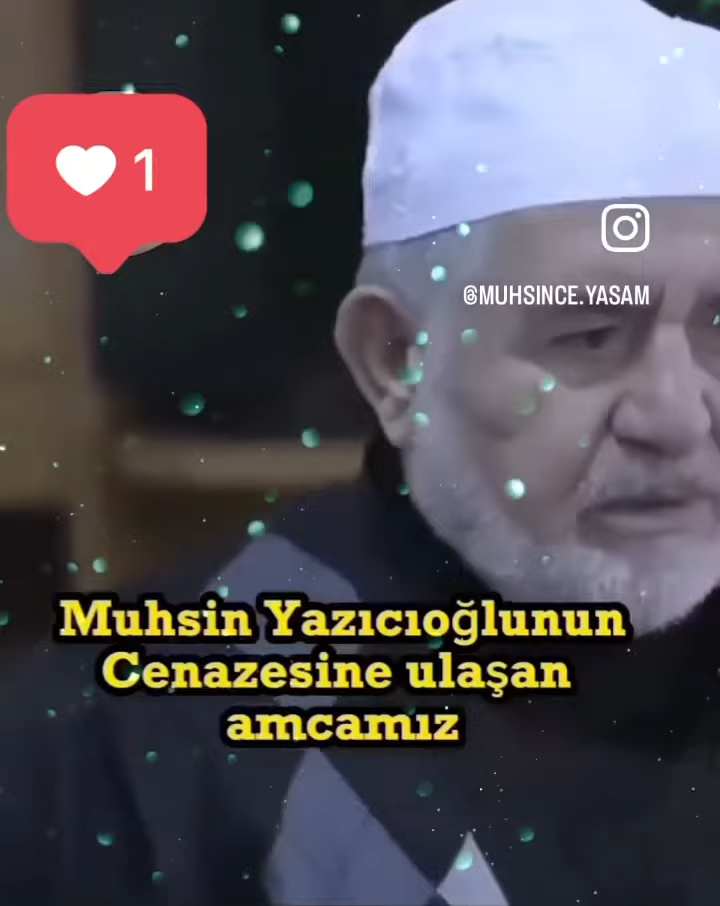 1
@MUHSINCE.YASAM
Muhsin Yazıcıoğlunun
Cenazesine ulaşan
amcamız